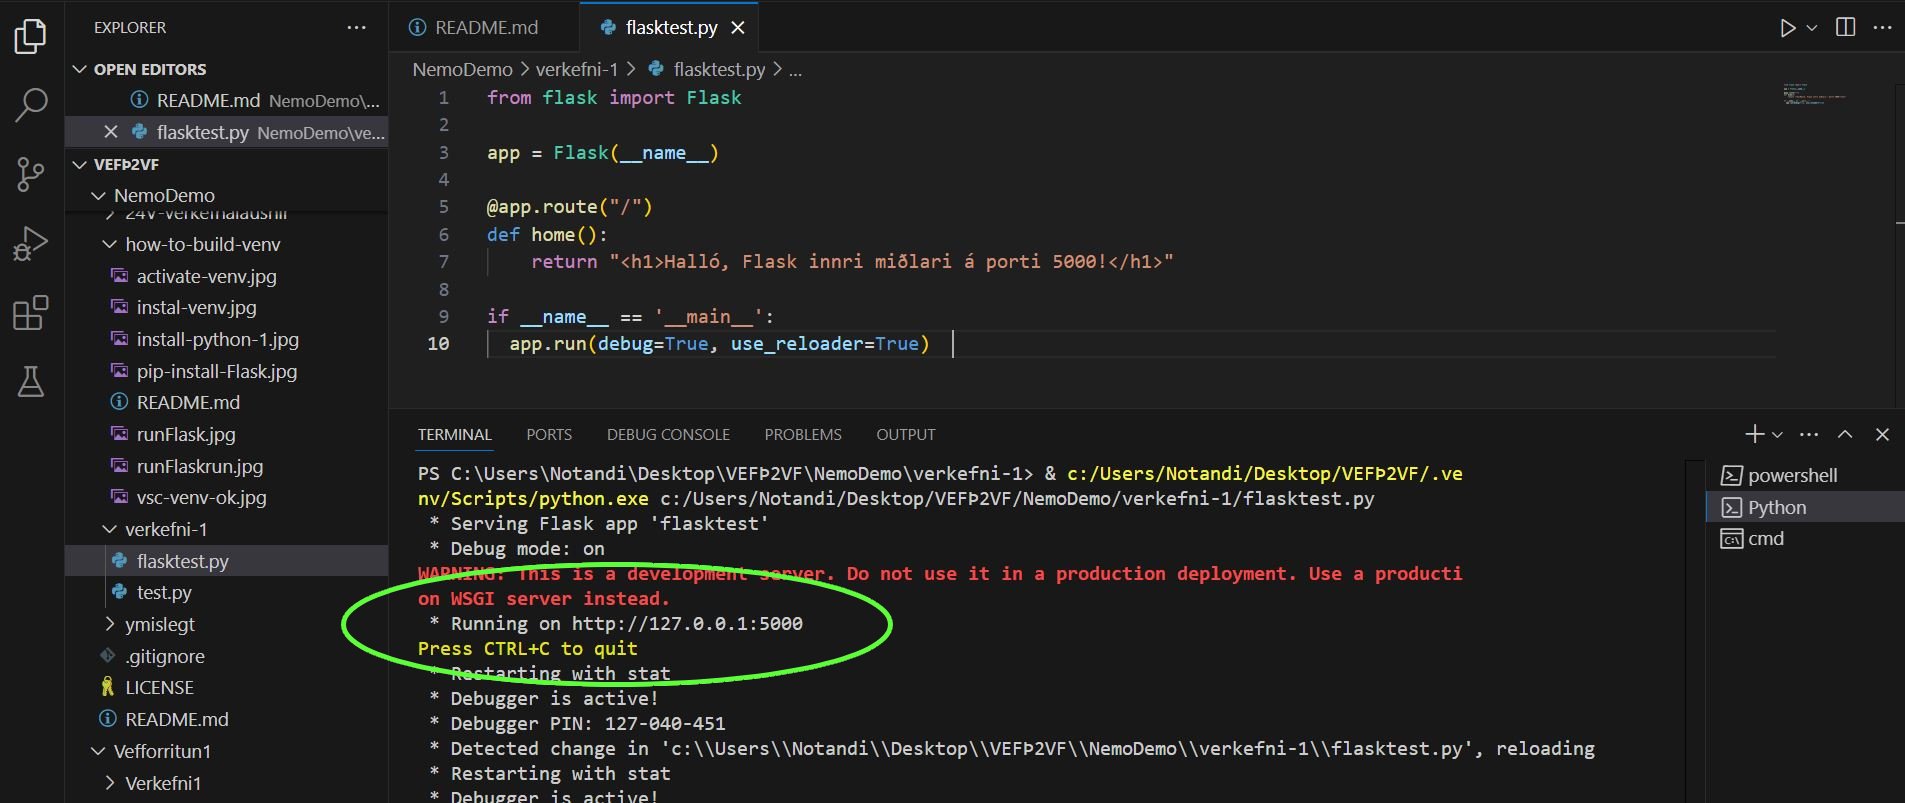 EXPLORER
OPEN EDITORS
README.md NemoDemo\...
flasktest.py NemoDemo\ve...
VEFÞ2VF
NemoDemo
24V-verkefnalausnir
how-to-build-venv
activate-venv.jpg
instal-venv.jpg
install-python-1.jpg
pip-install-Flask.jpg
README.md
runFlask.jpg
runFlaskrun.jpg
vsc-venv-ok.jpg
verkefni-1
flasktest.py
test.py
ymislegt
.gitignore
LICENSE
README.md
Vefforritun1
Verkefni1
README.md
flasktest.py
NemoDemo > verkefni-1 > flasktest.py > ...
1 from flask import Flask
2
3 app = Flask(__name__)
4
5 @app.route("/")
6 def home():
7     return "<h1>Halló, Flask innri miðlari á porti 5000!</h1>"
8
9 if __name__ == '__main__':
10   app.run(debug=True, use_reloader=True)
TERMINAL PORTS DEBUG CONSOLE PROBLEMS OUTPUT
PS C:\Users\Notandi\Desktop\VEFÞ2VF\NemoDemo\verkefni-1> & c:/Users/Notandi/Desktop/VEFÞ2VF/.ve
nv/Scripts/python.exe c:/Users/Notandi/Desktop/VEFÞ2VF/NemoDemo/verkefni-1/flasktest.py
* Serving Flask app 'flasktest'
* Debug mode: on
WARNING: This is a development server. Do not use it in a production deployment. Use a producti
on WSGI server instead.
* Running on http://127.0.0.1:5000
Press CTRL+C to quit
* Restarting with stat
* Debugger is active!
* Debugger PIN: 127-040-451
* Detected change in 'c:\\Users\\Notandi\\Desktop\\VEFÞ2VF\\NemoDemo\\verkefni-1\\flasktest.py', reloading
* Restarting with stat
* Debugger is active!
powershell
Python
cmd